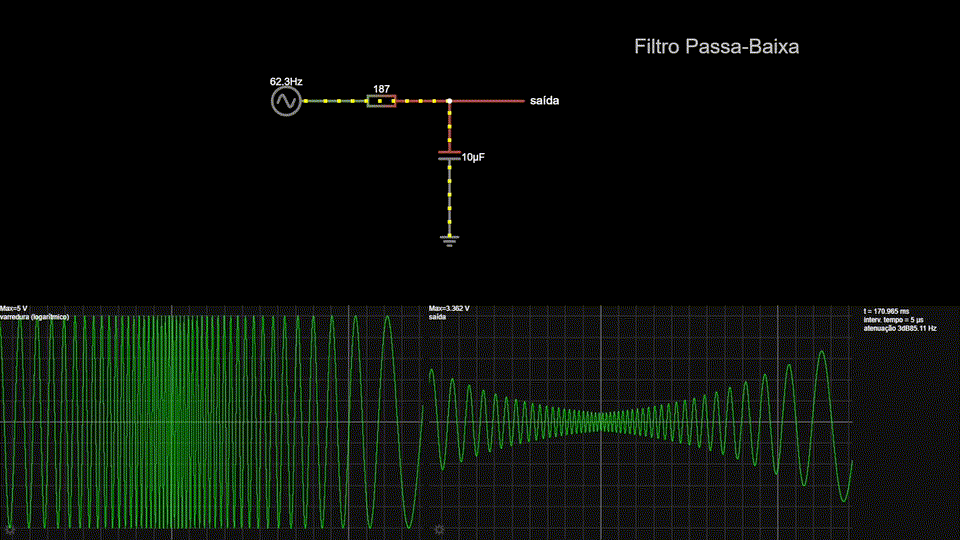 Filtro Passa-Baixa
62.3Hz
187
saída
10µF
Max=5 V
varredura (logarítmico)
Max=3.362 V
saída
t = 170.965 ms
interv. tempo = 5 µs
atenuação 3dB85.11 Hz